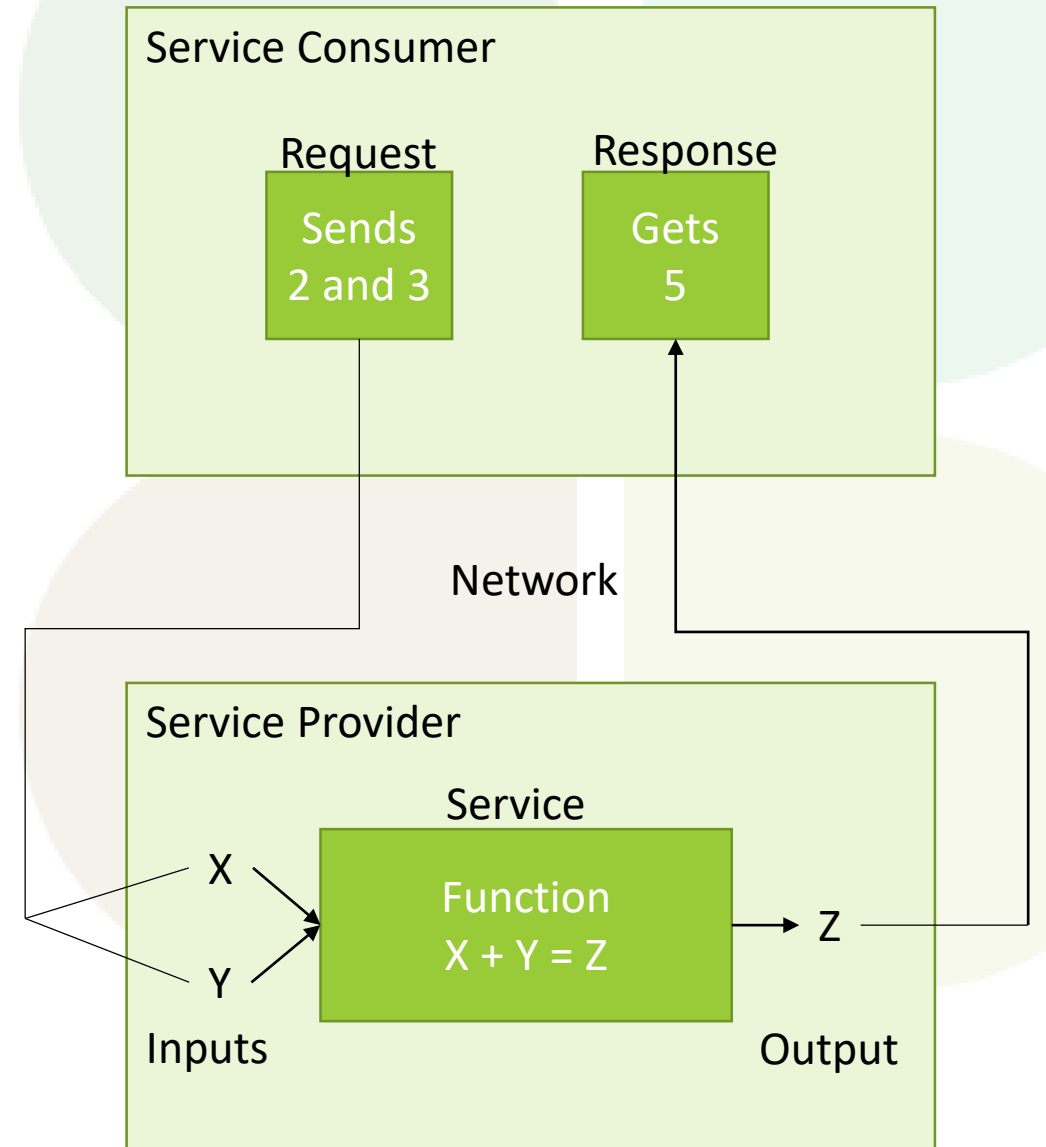 Service Consumer
Request
Response
Sends
2 and 3
Gets
5
Network
Service Provider
Service
X
Y
Function
X + Y = Z
Z
Inputs
Output